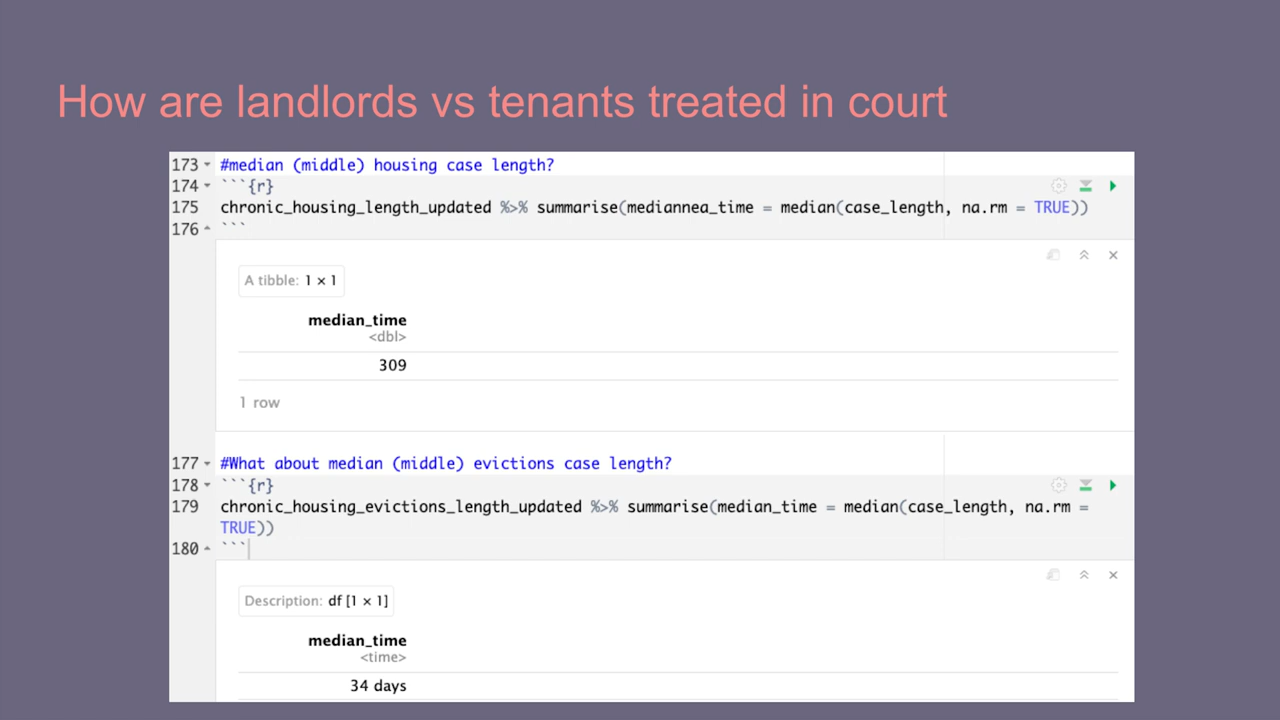 How are landlords vs tenants treated in court
173 #median (middle) housing case length?
174 ```{r}
175 chronic_housing_length_updated %>% summarise(mediannea_time = median(case_length, na.rm = TRUE))
176 ```
A tibble: 1 × 1
median_time
<dbl>
309
1 row
177 #What about median (middle) evictions case length?
178 ```{r}
179 chronic_housing_evictions_length_updated %>% summarise(median_time = median(case_length, na.rm =
TRUE))
180 ```
Description: df [1 × 1]
median_time
<time>
34 days